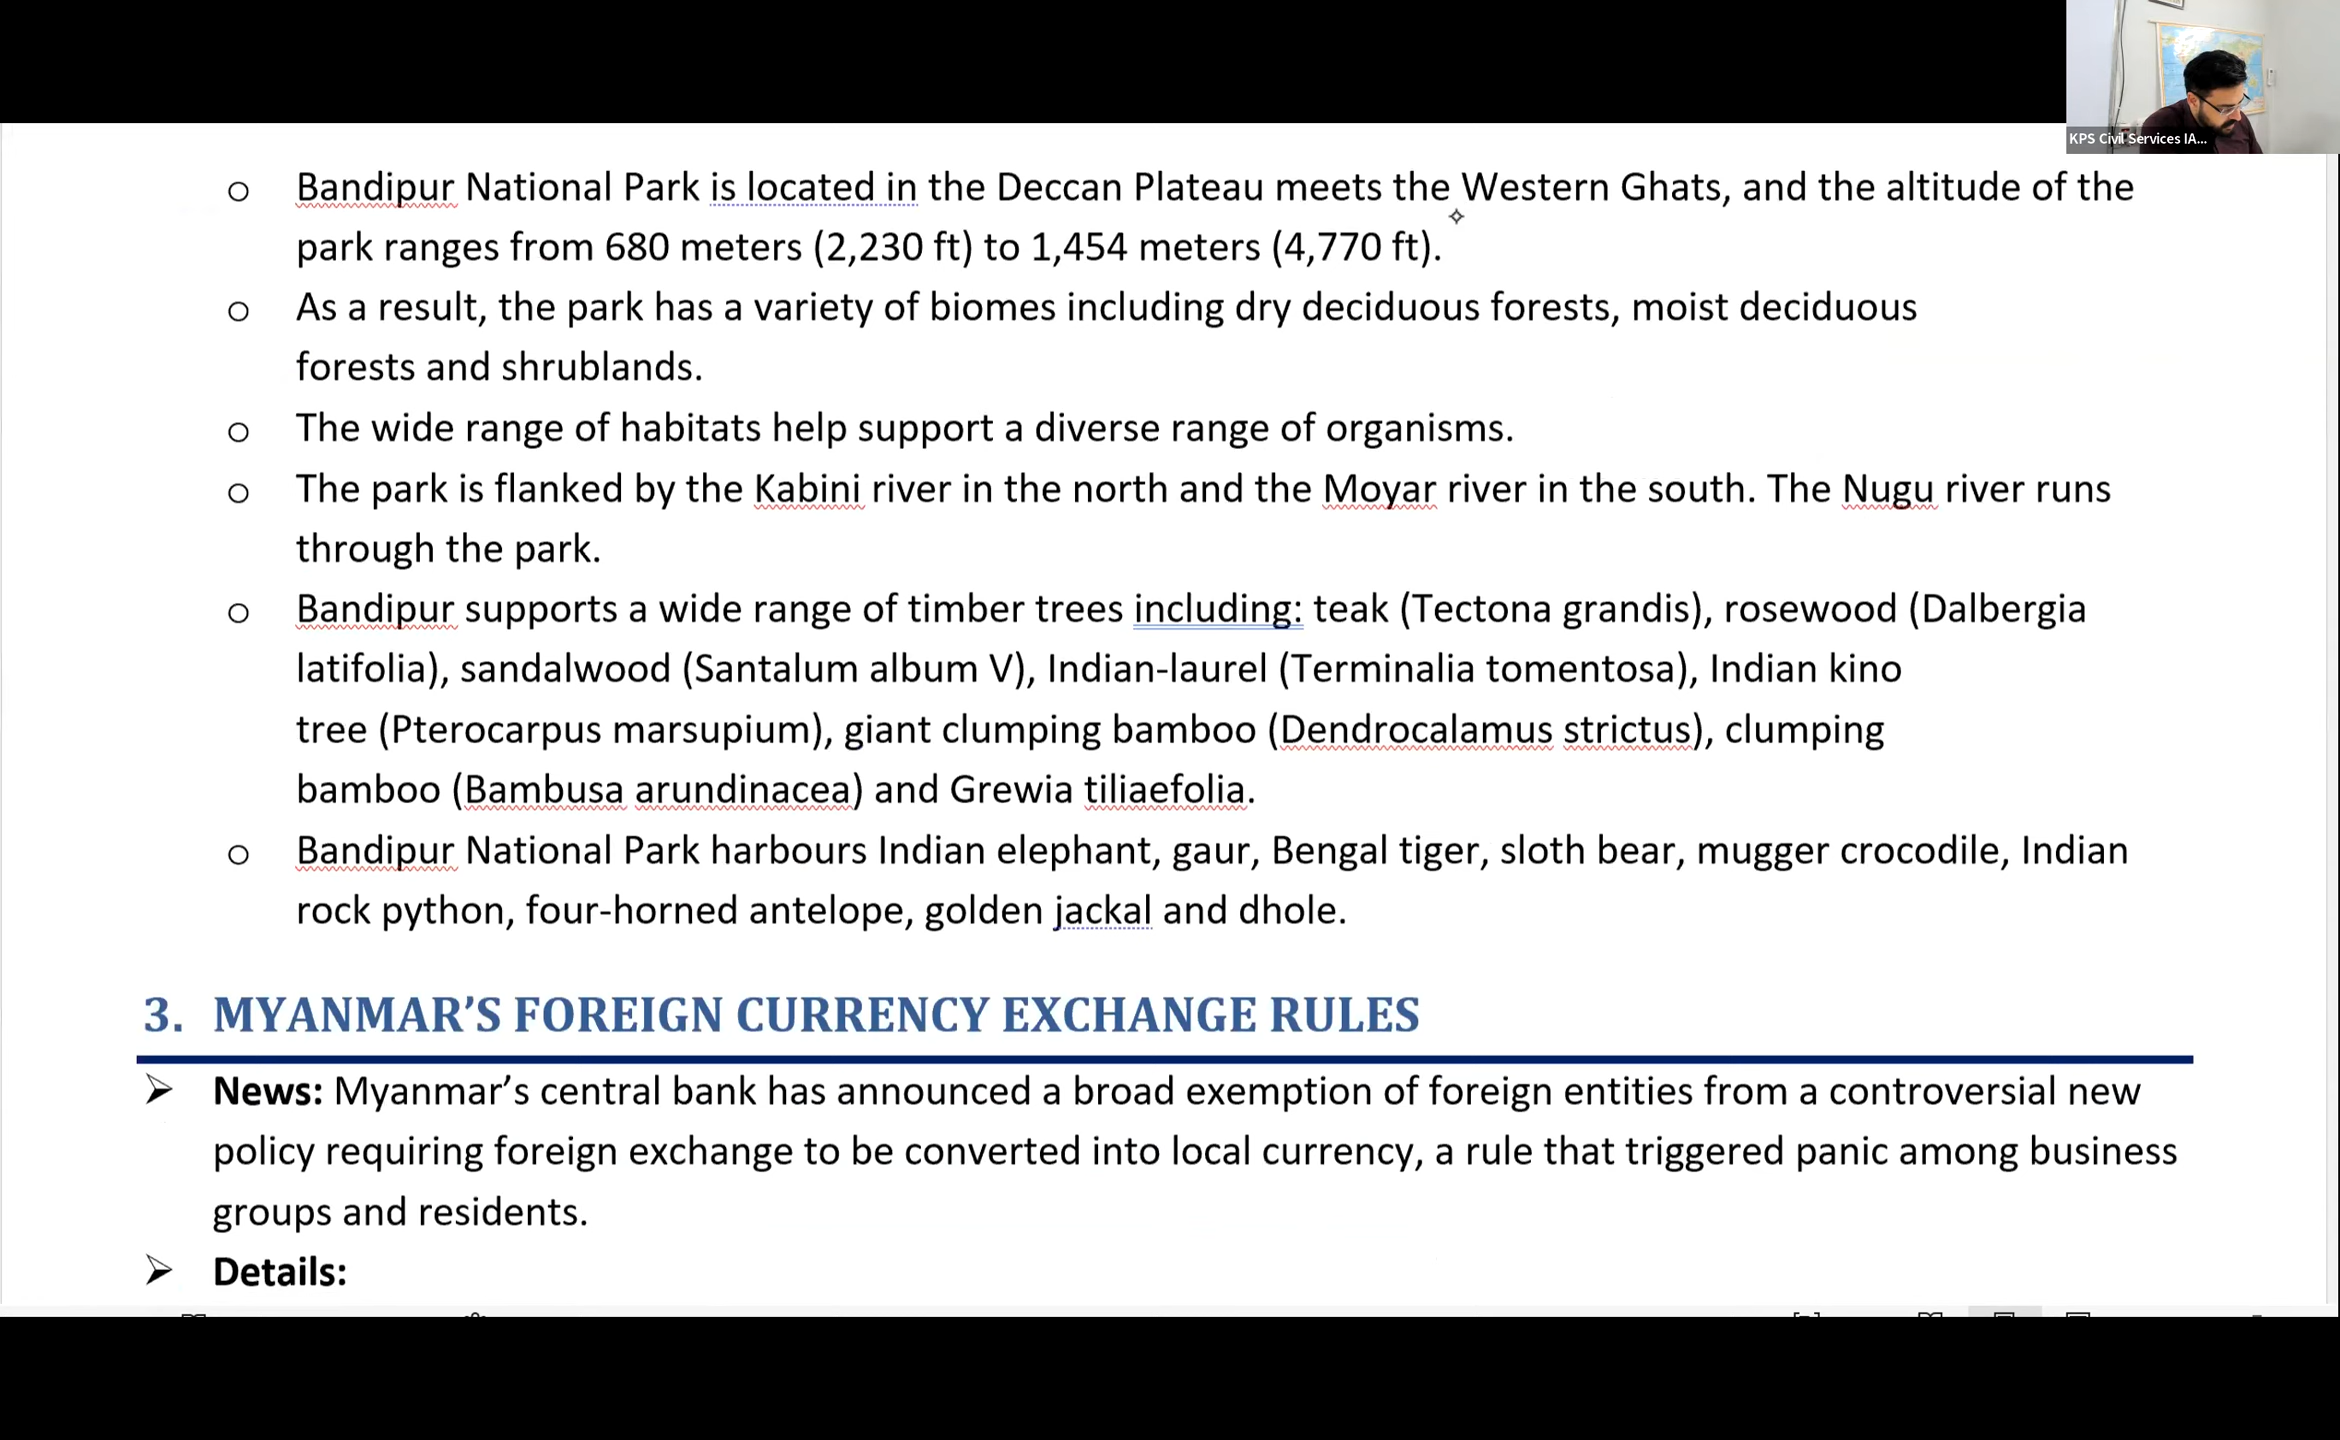 KPS Civil Services IA...
o Bandipur National Park is located in the Deccan Plateau meets the Western Ghats, and the altitude of the
park ranges from 680 meters (2,230 ft) to 1,454 meters (4,770 ft).
o As a result, the park has a variety of biomes including dry deciduous forests, moist deciduous
forests and shrublands.
o The wide range of habitats help support a diverse range of organisms.
o The park is flanked by the Kabini river in the north and the Moyar river in the south. The Nugu river runs
through the park.
o Bandipur supports a wide range of timber trees including: teak (Tectona grandis), rosewood (Dalbergia
latifolia), sandalwood (Santalum album V), Indian-laurel (Terminalia tomentosa), Indian kino
tree (Pterocarpus marsupium), giant clumping bamboo (Dendrocalamus strictus), clumping
bamboo (Bambusa arundinacea) and Grewia tiliaefolia.
o Bandipur National Park harbours Indian elephant, gaur, Bengal tiger, sloth bear, mugger crocodile, Indian
rock python, four-horned antelope, golden jackal and dhole.
3. MYANMAR’S FOREIGN CURRENCY EXCHANGE RULES
➢ News: Myanmar’s central bank has announced a broad exemption of foreign entities from a controversial new
policy requiring foreign exchange to be converted into local currency, a rule that triggered panic among business
groups and residents.
➢ Details: